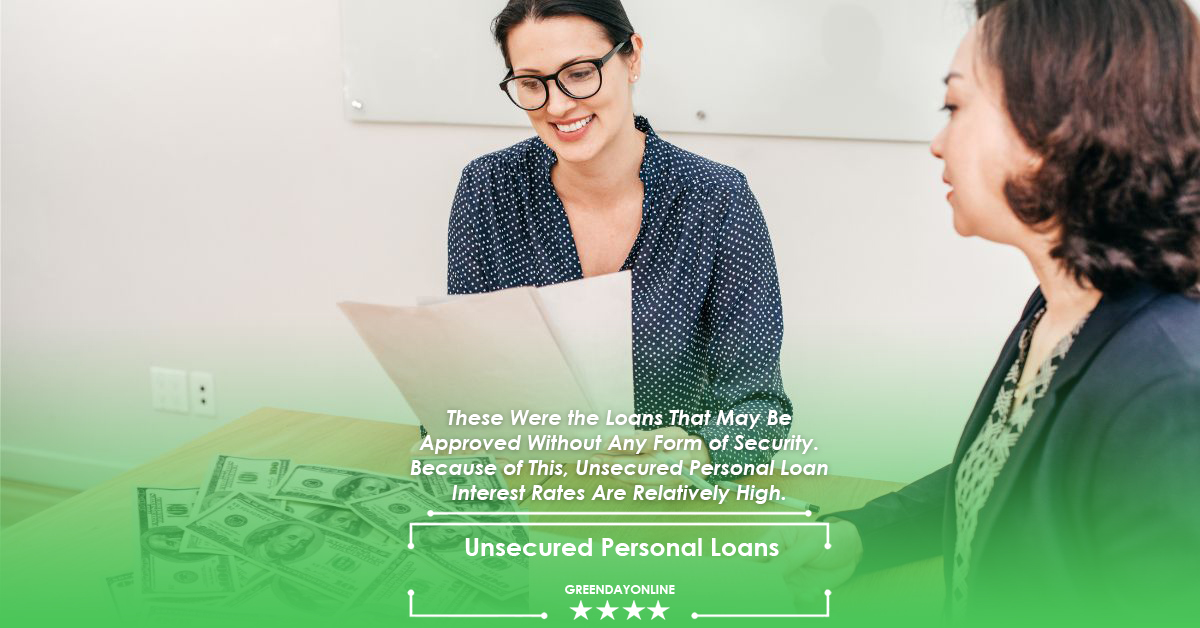 These Were the Loans That May Be
Approved Without Any Form of Security.
Because of This, Unsecured Personal Loan
Interest Rates Are Relatively High.
Unsecured Personal Loans
GREENDAYONLINE